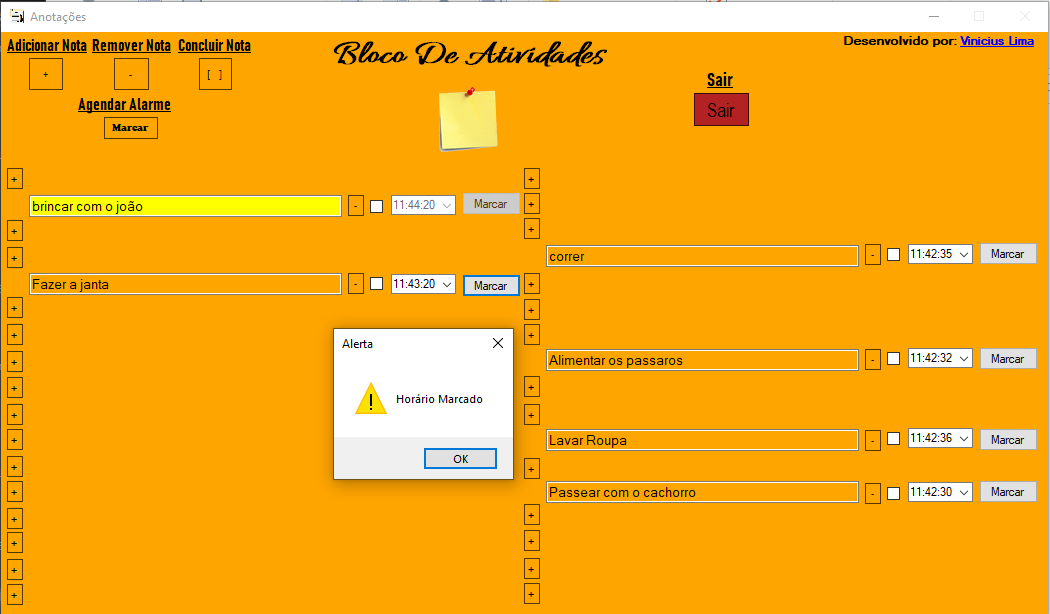 Anotações
Adicionar Nota Remover Nota Concluir Nota
+ - [ ]
Agendar Alarme
Marcar
Bloco De Atividades
Desenvolvido por: Vinicius Lima
Sair
Sair
+ +
brincar com o joão - 11:44:20 Marcar +
+ +
+ correr - 11:42:35 Marcar
Fazer a janta - 11:43:20 Marcar +
+ +
+ +
Alerta
Horário Marcado
OK
+ Alimentar os passaros - 11:42:32 Marcar
+ +
+ +
+ Lavar Roupa - 11:42:36 Marcar
+ +
+ Passear com o cachorro - 11:42:30 Marcar
+ +
+ +
+ +
+ +